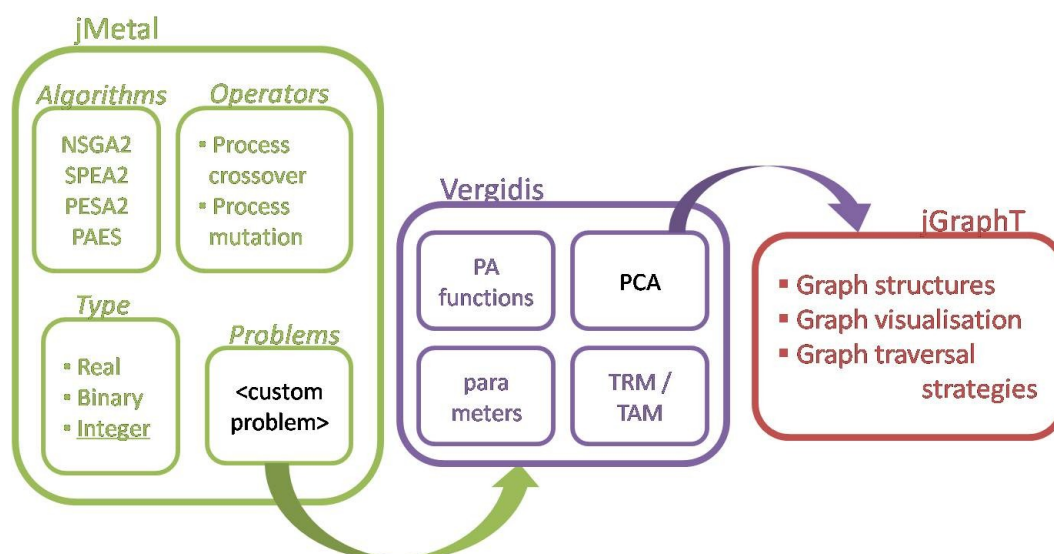 jMetal
Algorithms
NSGA2
SPEA2
PESA2
PAES
Operators
▪ Process
crossover
▪ Process
mutation
Type
▪ Real
▪ Binary
▪ Integer
Problems
<custom
problem>
Vergidis
PA
functions
PCA
para
meters
TRM /
TAM
jGraphT
▪ Graph structures
▪ Graph visualisation
▪ Graph traversal
strategies